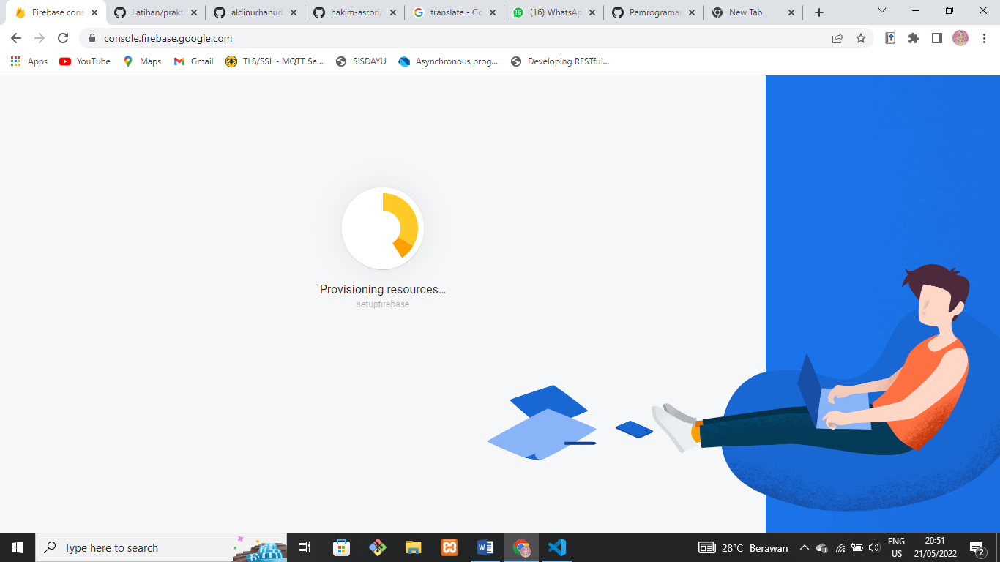 Firebase cons
Latihan/prakt
aldinurhanud
hakim-asrori/
translate - Go
(16) WhatsAp
Pemrograman
New Tab
console.firebase.google.com
Apps
YouTube
Maps
Gmail
TLS/SSL - MQTT Se...
SISDAYU
Asynchronous prog...
Developing RESTful...
Provisioning resources...
setupfirebase
Type here to search
28°C Berawan
ENG
US
20:51
21/05/2022
2